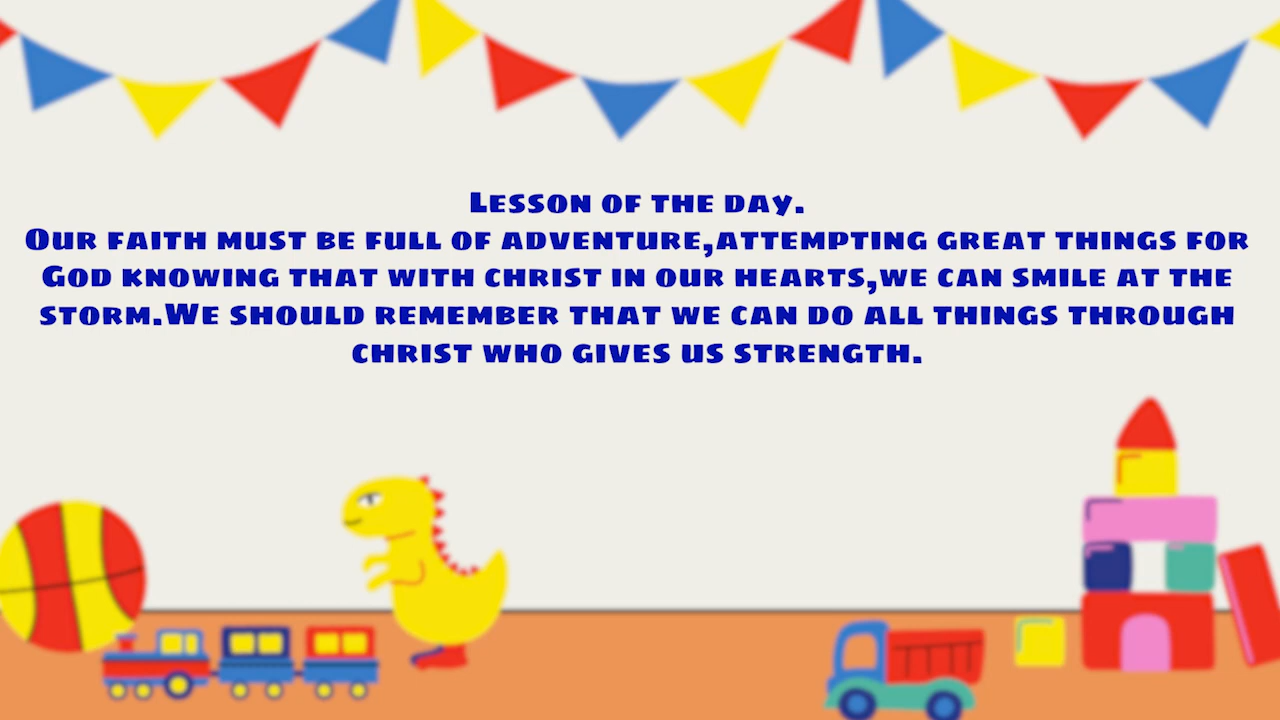 Lesson of the day.
Our faith must be full of adventure,attempting great things for
God knowing that with christ in our hearts,we can smile at the
storm.We should remember that we can do all things through
christ who gives us strength.